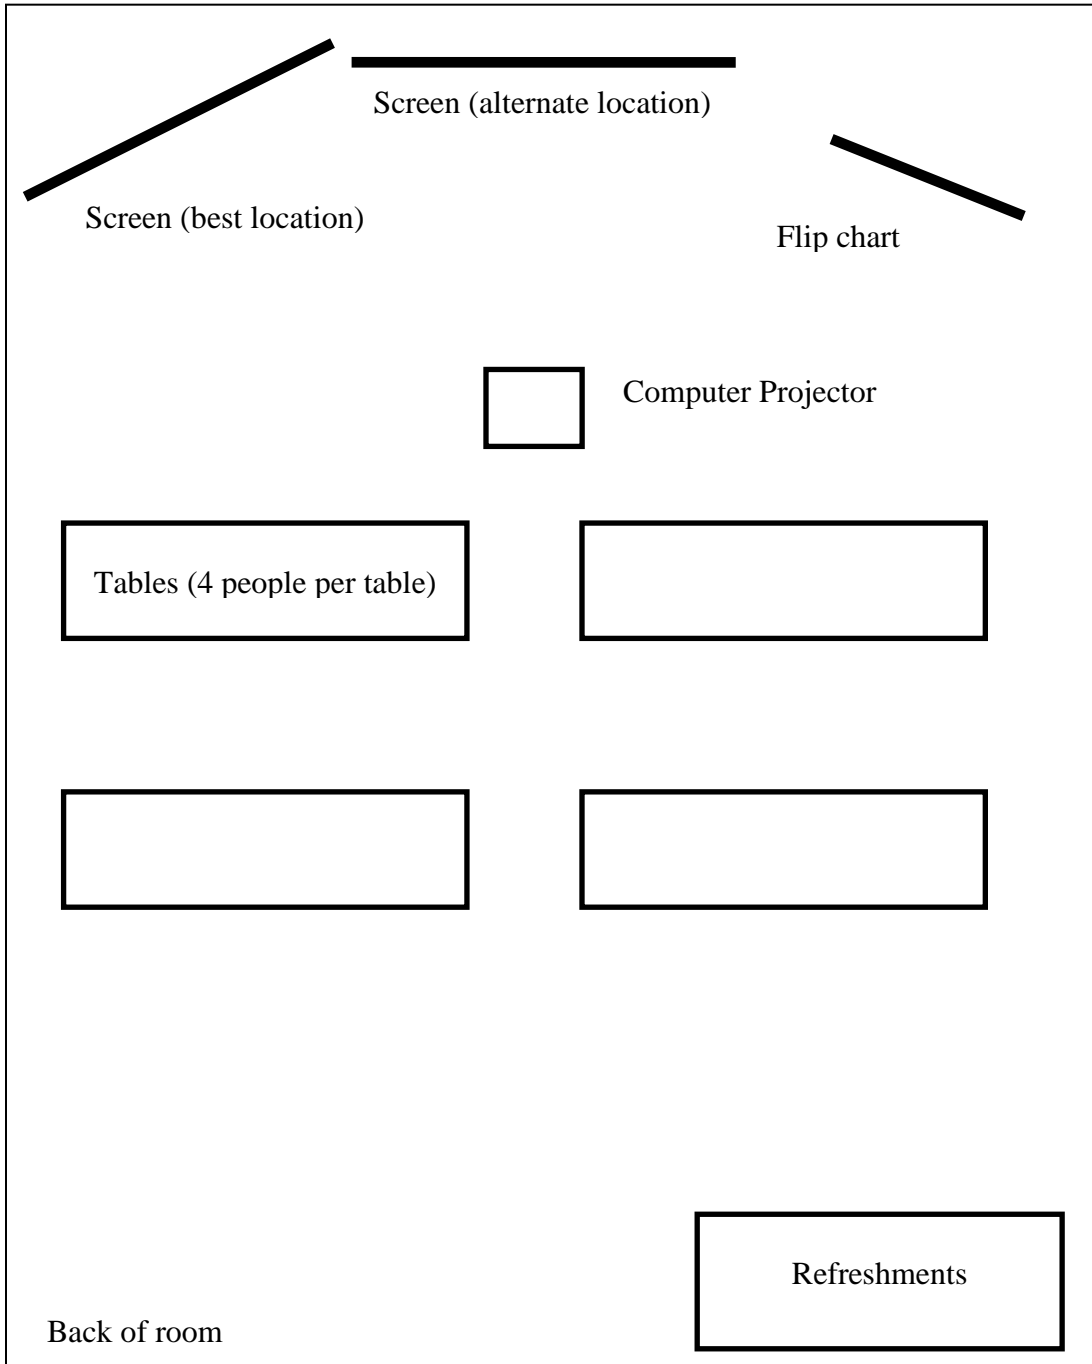 Screen (alternate location)
Screen (best location)
Flip chart
Computer Projector
Tables (4 people per table)
Refreshments
Back of room